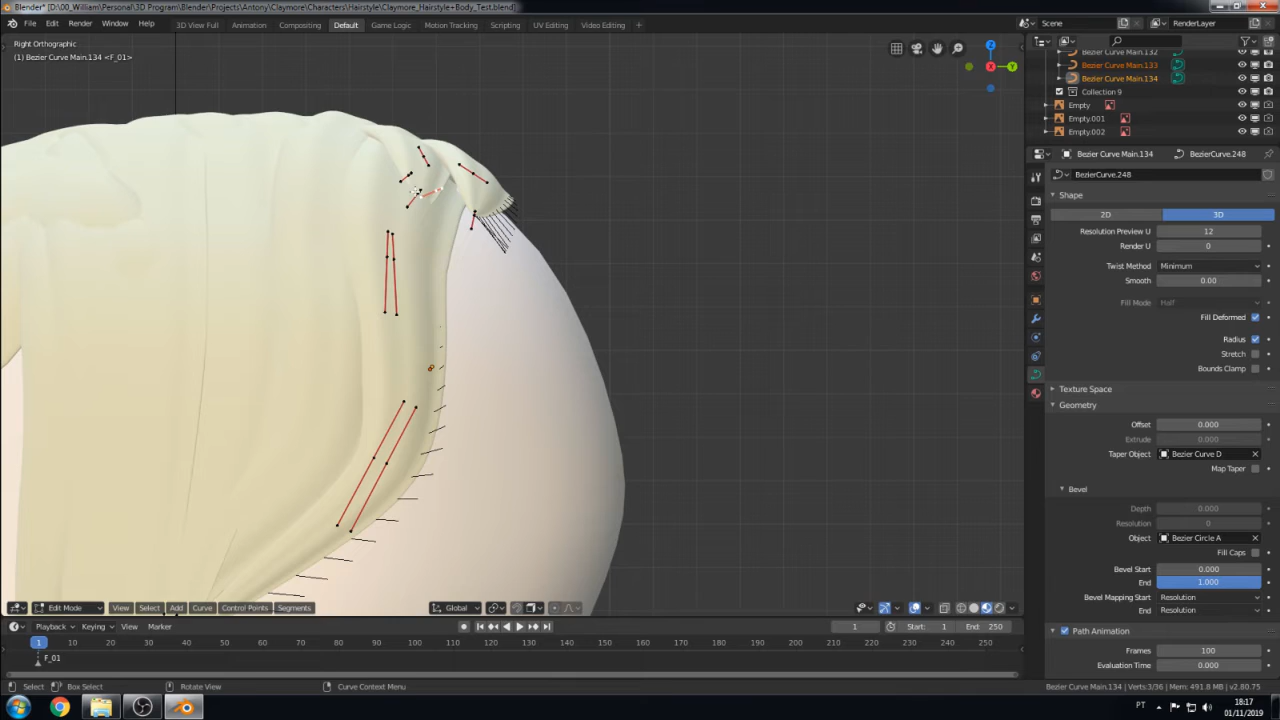 Blender* [D:\00_William\Personal\3D Program\Blender\Projects\Antony\Claymore\Characters\Hairstyle\Claymore_Hairstyle+Body_Test.blend]
File Edit Render Window Help 3D View Full Animation Compositing Default Game Logic Motion Tracking Scripting UV Editing Video Editing + Scene RenderLayer
Right Orthographic
(1) Bezier Curve Main.134 <F_01>
Bezier Curve Main.132
Bezier Curve Main.133
Bezier Curve Main.134
Collection 9
Empty
Empty.001
Empty.002
Bezier Curve Main.134 BezierCurve.248
BezierCurve.248
Shape
2D 3D
Resolution Preview U 12
Render U 0
Twist Method Minimum
Smooth 0.00
Fill Mode Half
Fill Deformed
Radius
Stretch
Bounds Clamp
Texture Space
Geometry
Offset 0.000
Extrude 0.000
Taper Object Bezier Curve D
Map Taper
Bevel
Depth 0.000
Resolution 0
Object Bezier Circle A
Fill Caps
Bevel Start 0.000
End 1.000
Bevel Mapping Start Resolution
End Resolution
Path Animation
Frames 100
Evaluation Time 0.000
Edit Mode View Select Add Curve Control Points Segments Global
Playback Keying View Marker 1 Start: 1 End: 250
1 10 20 30 40 50 60 70 80 90 100 110 120 130 140 150 160 170 180 190 200 210 220 230 240 250
F_01
Select Box Select Rotate View Curve Context Menu Bezier Curve Main.134 | Verts:3/36 | Mem: 491.8 MB | v2.80.75
PT 18:17
01/11/2019